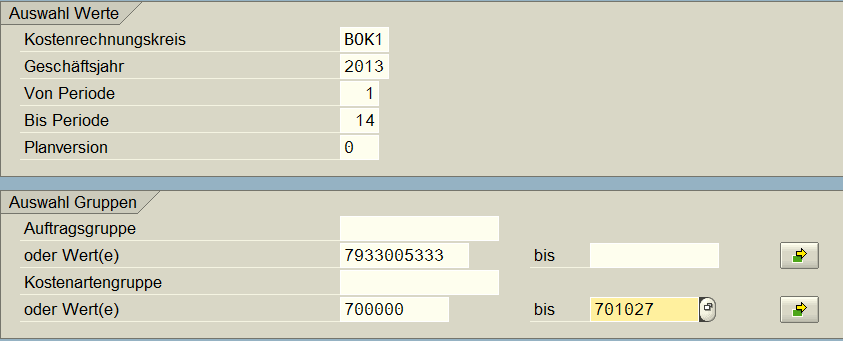 Auswahl Werte
Kostenrechnungskreis BOK1
Geschäftsjahr 2013
Von Periode 1
Bis Periode 14
Planversion 0
Auswahl Gruppen
Auftragsgruppe
oder Wert(e) 7933005333 bis
Kostenartengruppe
oder Wert(e) 700000 bis 701027